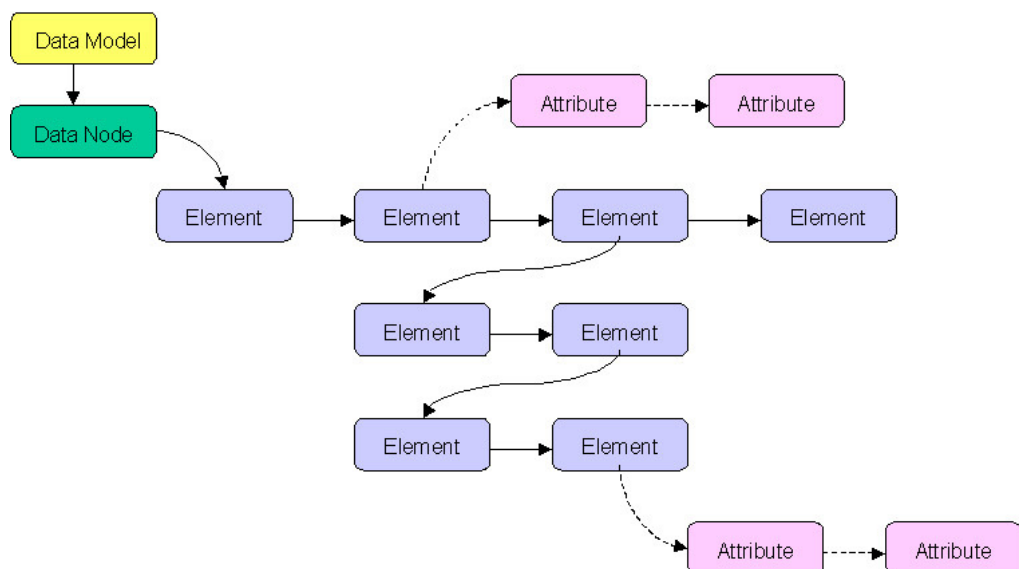 Data Model
Attribute
Attribute
Data Node
Element
Element
Element
Element
Element
Element
Element
Element
Attribute
Attribute